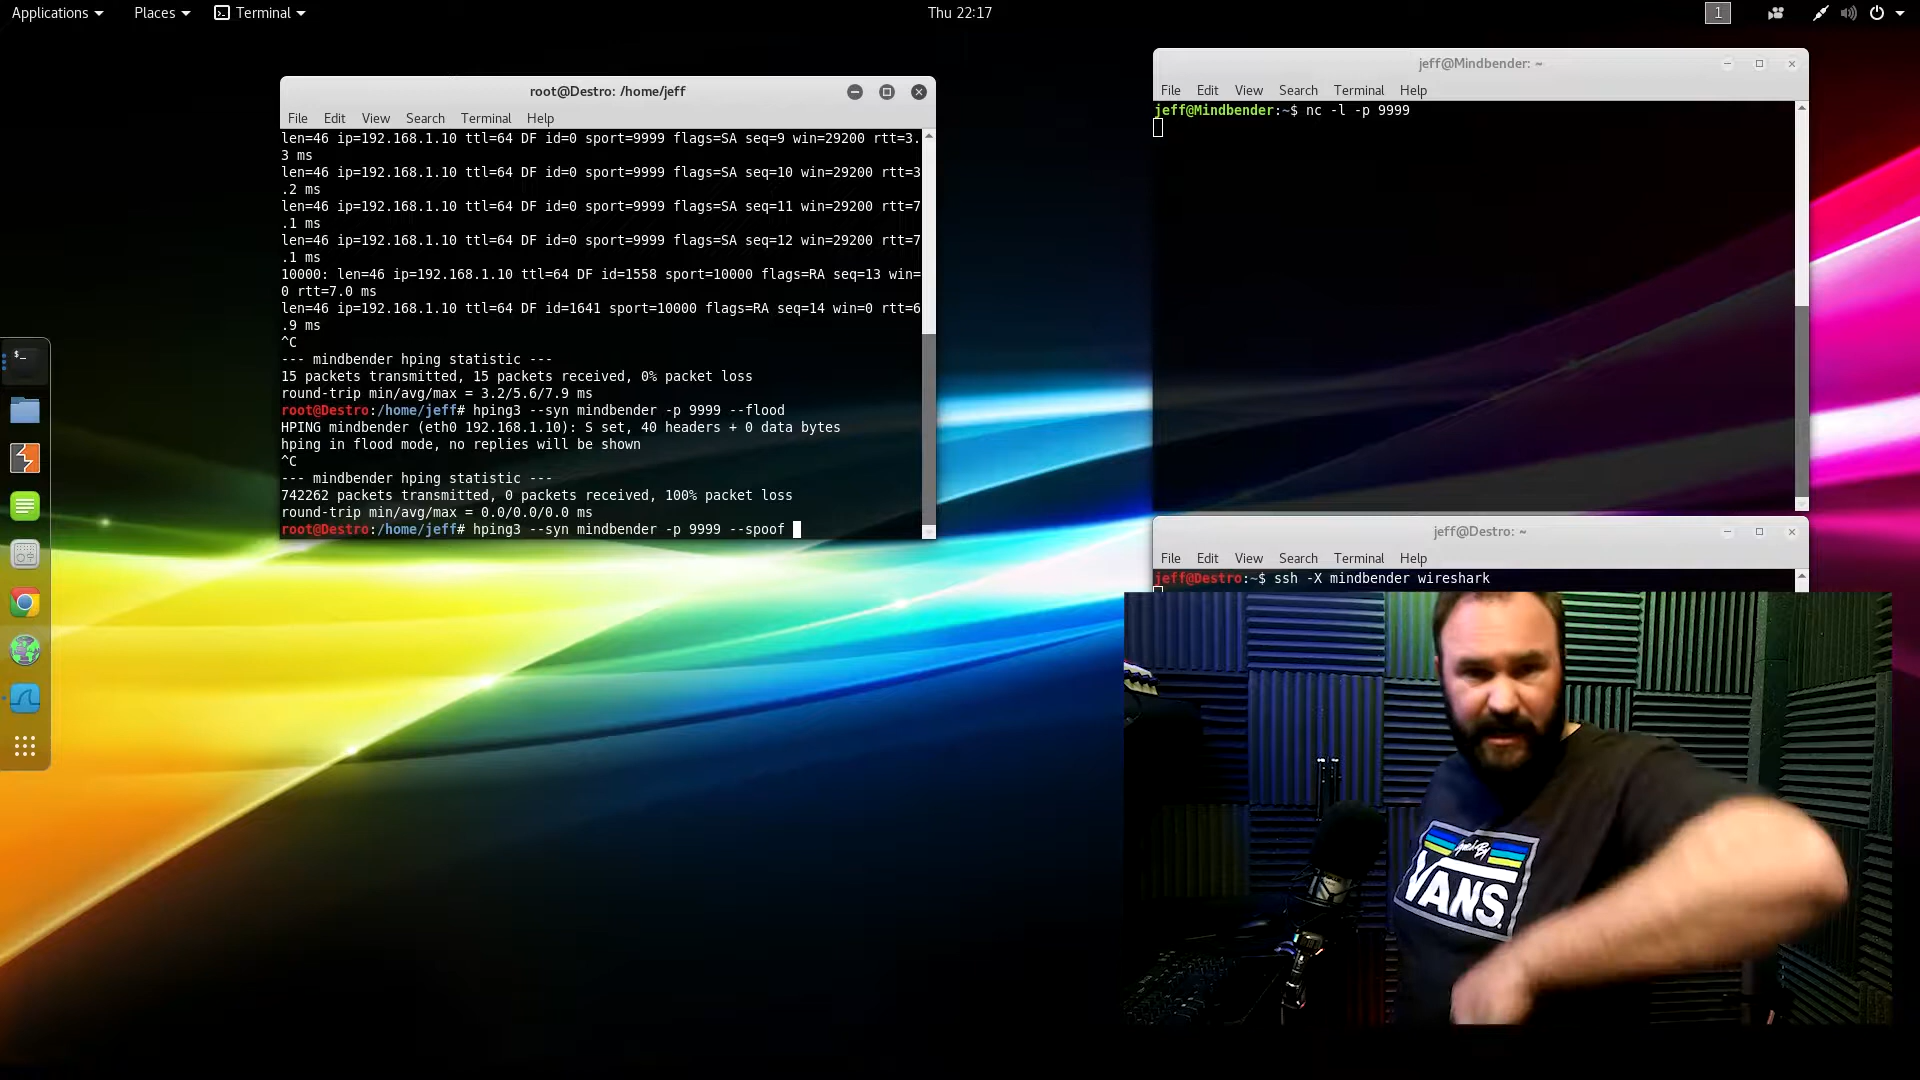 Applications Places Terminal Thu 22:17 1
root@Destro: /home/jeff
File Edit View Search Terminal Help
len=46 ip=192.168.1.10 ttl=64 DF id=0 sport=9999 flags=SA seq=9 win=29200 rtt=3.
3 ms
len=46 ip=192.168.1.10 ttl=64 DF id=0 sport=9999 flags=SA seq=10 win=29200 rtt=3
.2 ms
len=46 ip=192.168.1.10 ttl=64 DF id=0 sport=9999 flags=SA seq=11 win=29200 rtt=7
.1 ms
len=46 ip=192.168.1.10 ttl=64 DF id=0 sport=9999 flags=SA seq=12 win=29200 rtt=7
.1 ms
10000: len=46 ip=192.168.1.10 ttl=64 DF id=1558 sport=10000 flags=RA seq=13 win=
0 rtt=7.0 ms
len=46 ip=192.168.1.10 ttl=64 DF id=1641 sport=10000 flags=RA seq=14 win=0 rtt=6
.9 ms
^C
--- mindbender hping statistic ---
15 packets transmitted, 15 packets received, 0% packet loss
round-trip min/avg/max = 3.2/5.6/7.9 ms
root@Destro:/home/jeff# hping3 --syn mindbender -p 9999 --flood
HPING mindbender (eth0 192.168.1.10): S set, 40 headers + 0 data bytes
hping in flood mode, no replies will be shown
^C
--- mindbender hping statistic ---
742262 packets transmitted, 0 packets received, 100% packet loss
round-trip min/avg/max = 0.0/0.0/0.0 ms
root@Destro:/home/jeff# hping3 --syn mindbender -p 9999 --spoof
jeff@Mindbender: ~
File Edit View Search Terminal Help
jeff@Mindbender:~$ nc -l -p 9999
jeff@Destro: ~
File Edit View Search Terminal Help
jeff@Destro:~$ ssh -X mindbender wireshark
VANS